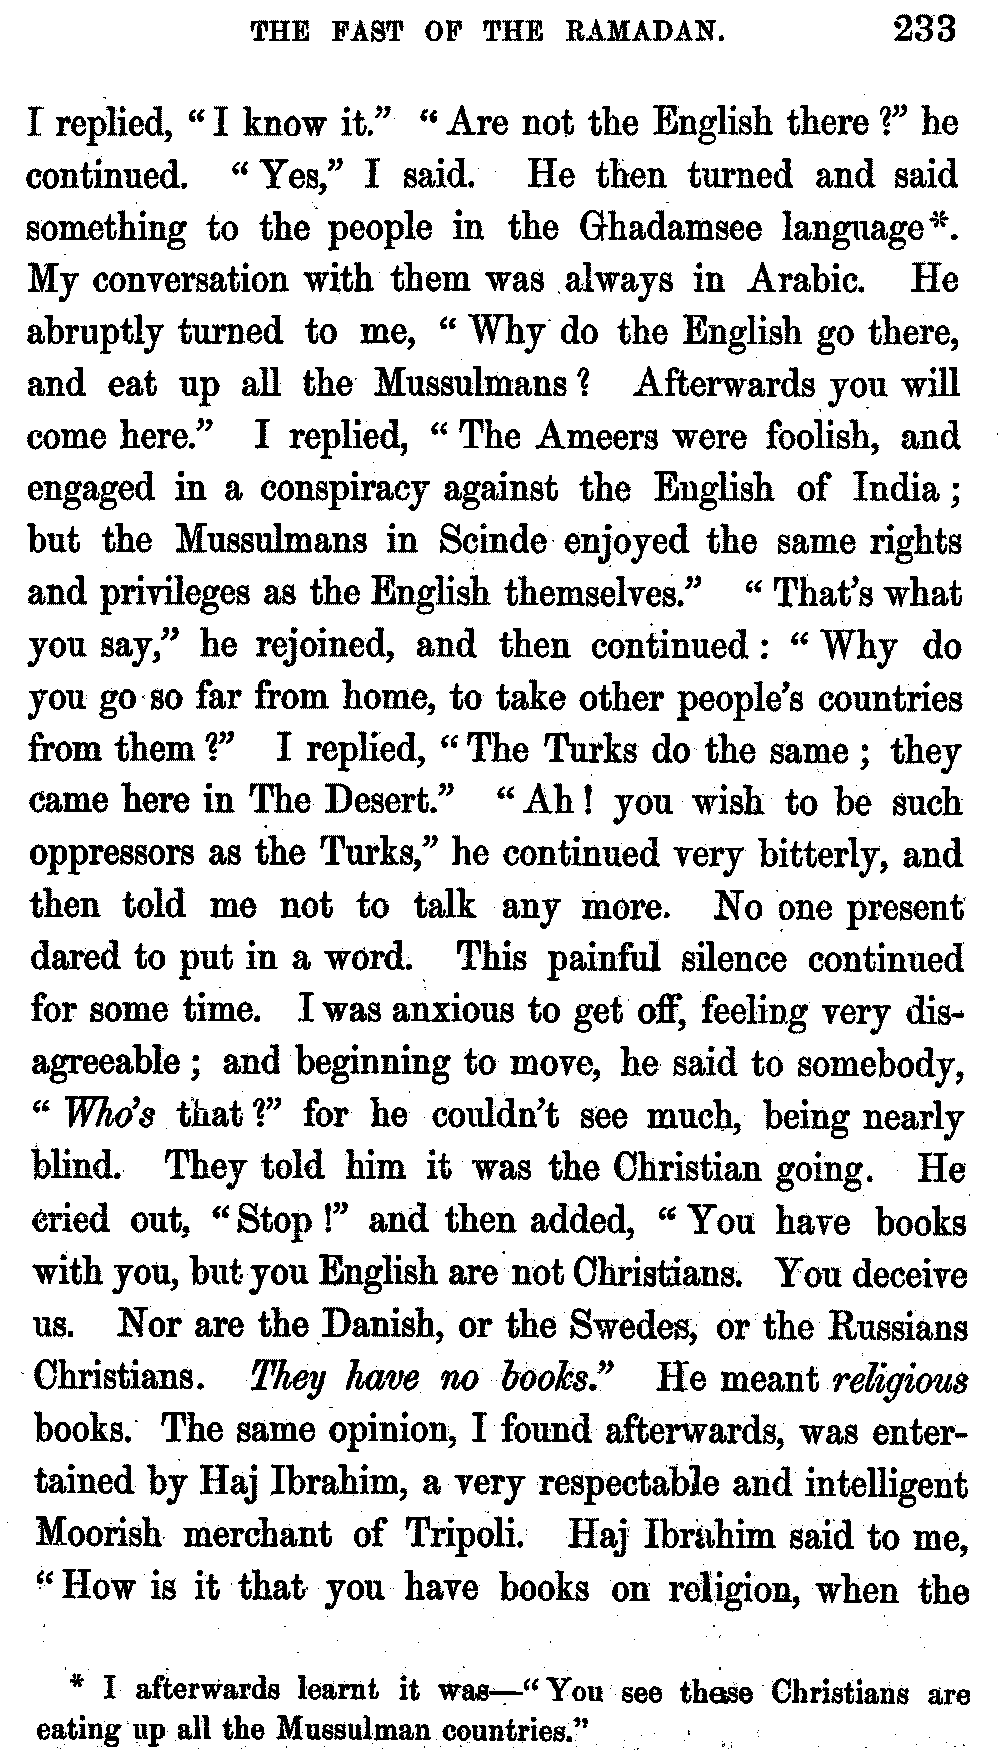 THE FAST OF THE RAMADAN. 233
I replied, “I know it.” “Are not the English there?” he
continued. “Yes,” I said. He then turned and said
something to the people in the Ghadamsee language*.
My conversation with them was always in Arabic. He
abruptly turned to me, “Why do the English go there,
and eat up all the Mussulmans? Afterwards you will
come here.” I replied, “The Ameers were foolish, and
engaged in a conspiracy against the English of India;
but the Mussulmans in Scinde enjoyed the same rights
and privileges as the English themselves.” “That’s what
you say,” he rejoined, and then continued: “Why do
you go so far from home, to take other people’s countries
from them?” I replied, “The Turks do the same; they
came here in The Desert.” “Ah! you wish to be such
oppressors as the Turks,” he continued very bitterly, and
then told me not to talk any more. No one present
dared to put in a word. This painful silence continued
for some time. I was anxious to get off, feeling very dis-
agreeable; and beginning to move, he said to somebody,
“Who’s that?” for he couldn’t see much, being nearly
blind. They told him it was the Christian going. He
cried out, “Stop!” and then added, “You have books
with you, but you English are not Christians. You deceive
us. Nor are the Danish, or the Swedes, or the Russians
Christians. They have no books.” He meant religious
books. The same opinion, I found afterwards, was enter-
tained by Haj Ibrahim, a very respectable and intelligent
Moorish merchant of Tripoli. Haj Ibrahim said to me,
“How is it that you have books on religion, when the
* I afterwards learnt it was—“You see these Christians are
eating up all the Mussulman countries.”